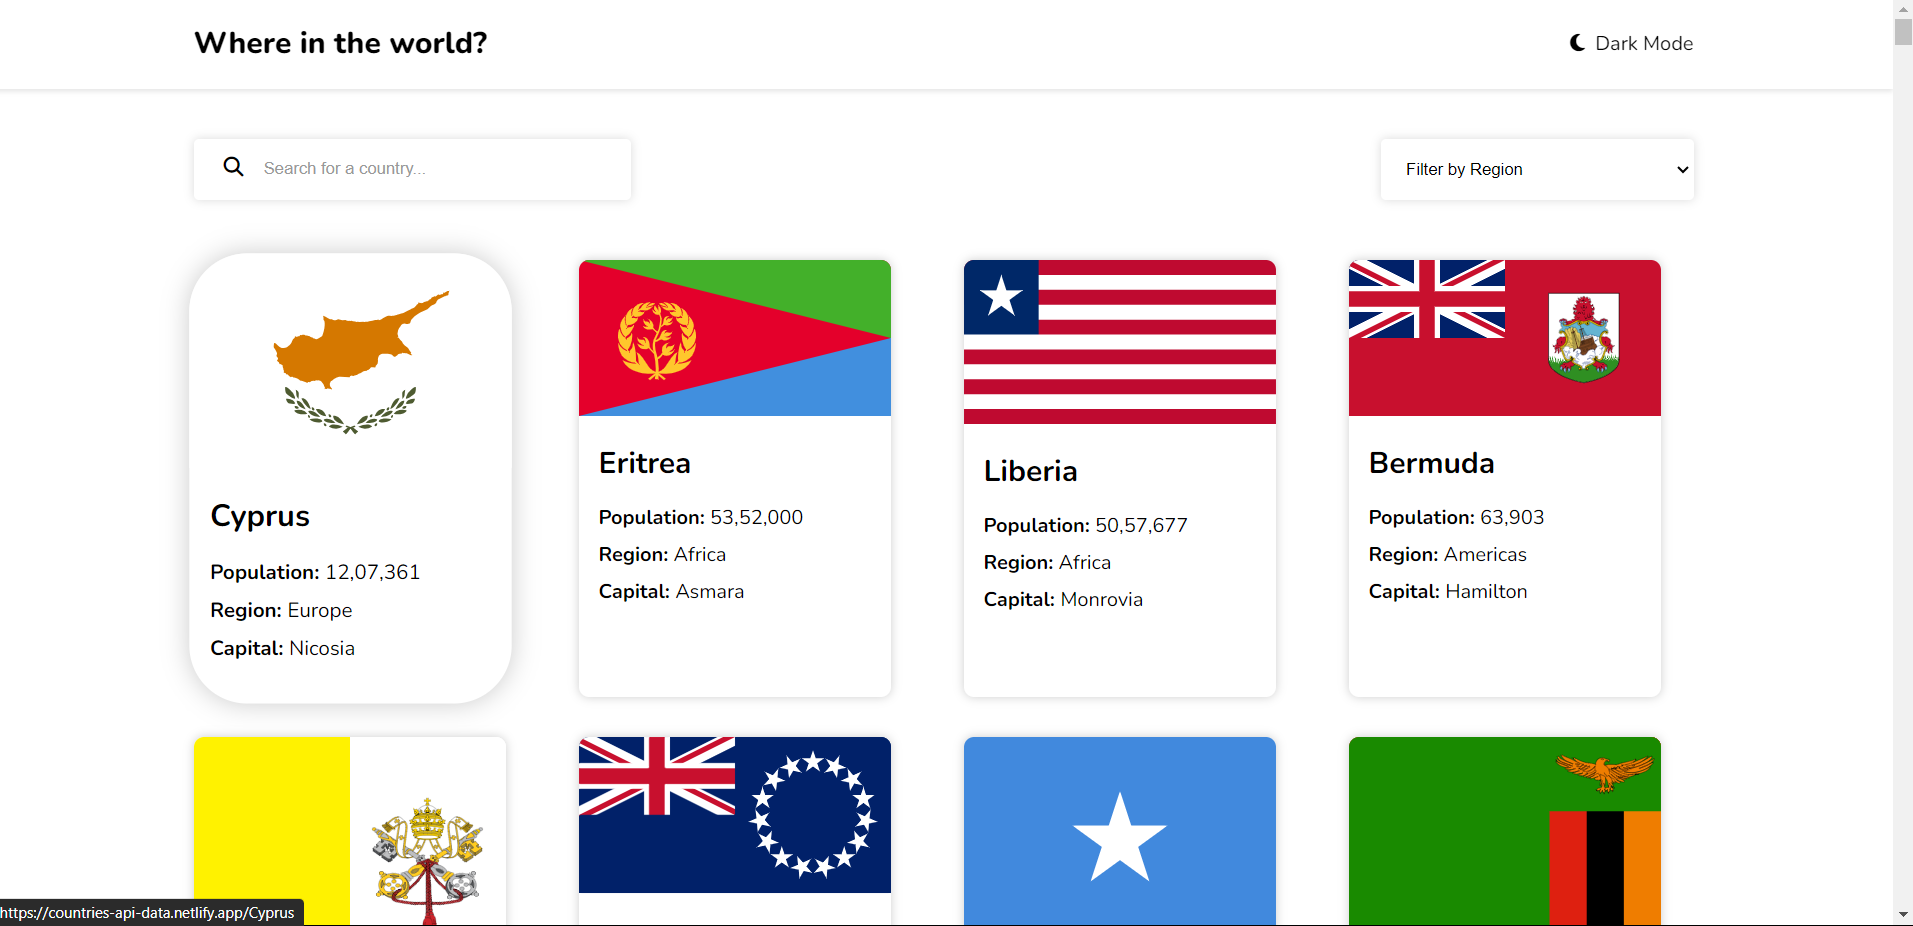 Where in the world?
Dark Mode
Search for a country...
Filter by Region
Cyprus
Population: 12,07,361
Region: Europe
Capital: Nicosia
Eritrea
Population: 53,52,000
Region: Africa
Capital: Asmara
Liberia
Population: 50,57,677
Region: Africa
Capital: Monrovia
Bermuda
Population: 63,903
Region: Americas
Capital: Hamilton
https://countries-api-data.netlify.app/Cyprus